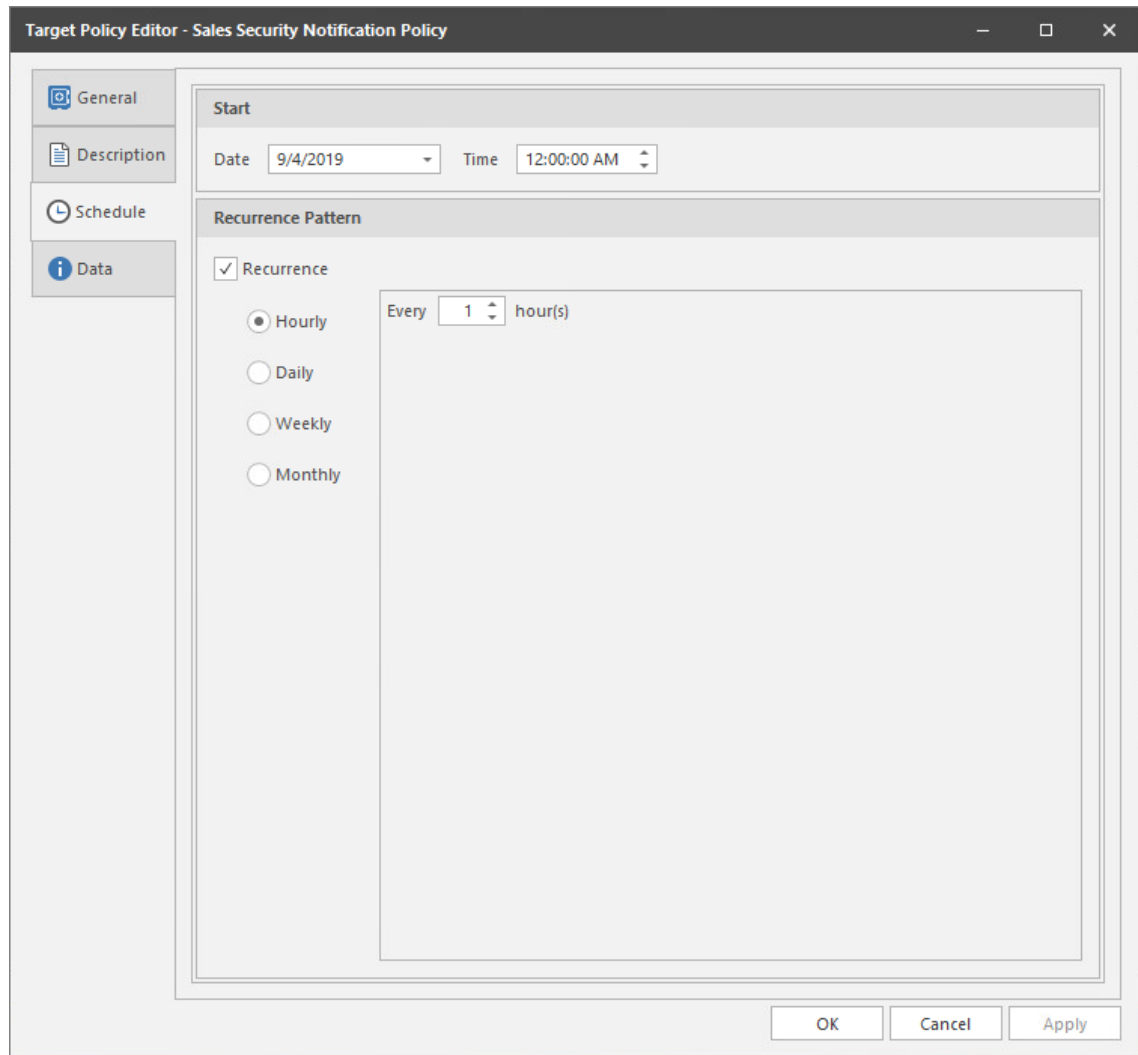 Target Policy Editor - Sales Security Notification Policy
General
Description
Schedule
Data
Start
Date 9/4/2019 Time 12:00:00 AM
Recurrence Pattern
Recurrence
Hourly
Daily
Weekly
Monthly
Every 1 hour(s)
OK Cancel Apply